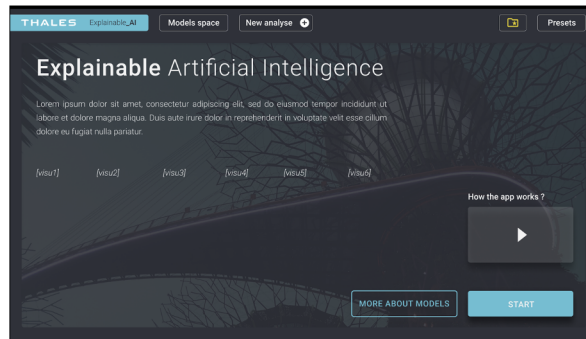 THALES Explainable_AI Models space New analyse Presets
Explainable Artificial Intelligence
Lorem ipsum dolor sit amet, consectetur adipiscing elit, sed do eiusmod tempor incididunt ut
labore et dolore magna aliqua. Duis aute irure dolor in reprehenderit in voluptate velit esse cillum
dolore eu fugiat nulla pariatur.
[visu1] [visu2] [visu3] [visu4] [visu5] [visu6]
How the app works ?
MORE ABOUT MODELS START